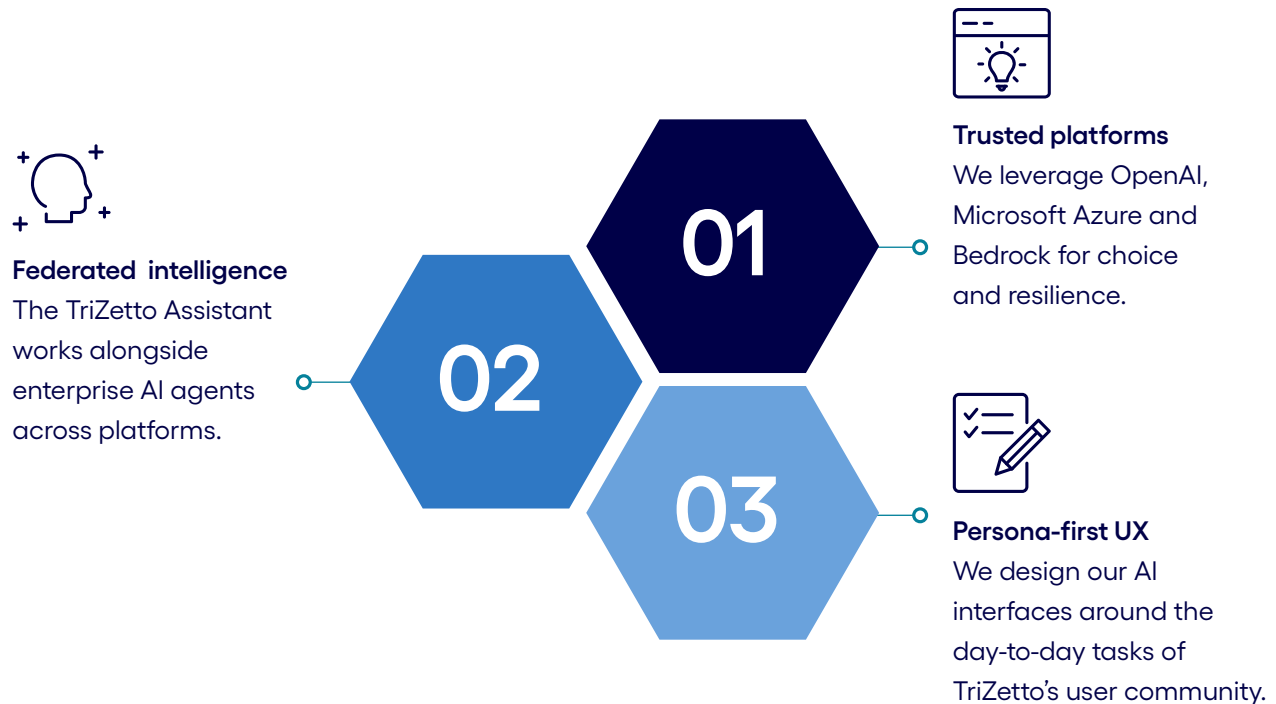 01
Trusted platforms
We leverage OpenAI,
Microsoft Azure and
Bedrock for choice
and resilience.
02
Federated intelligence
The TriZetto Assistant
works alongside
enterprise AI agents
across platforms.
03
Persona-first UX
We design our AI
interfaces around the
day-to-day tasks of
TriZetto’s user community.